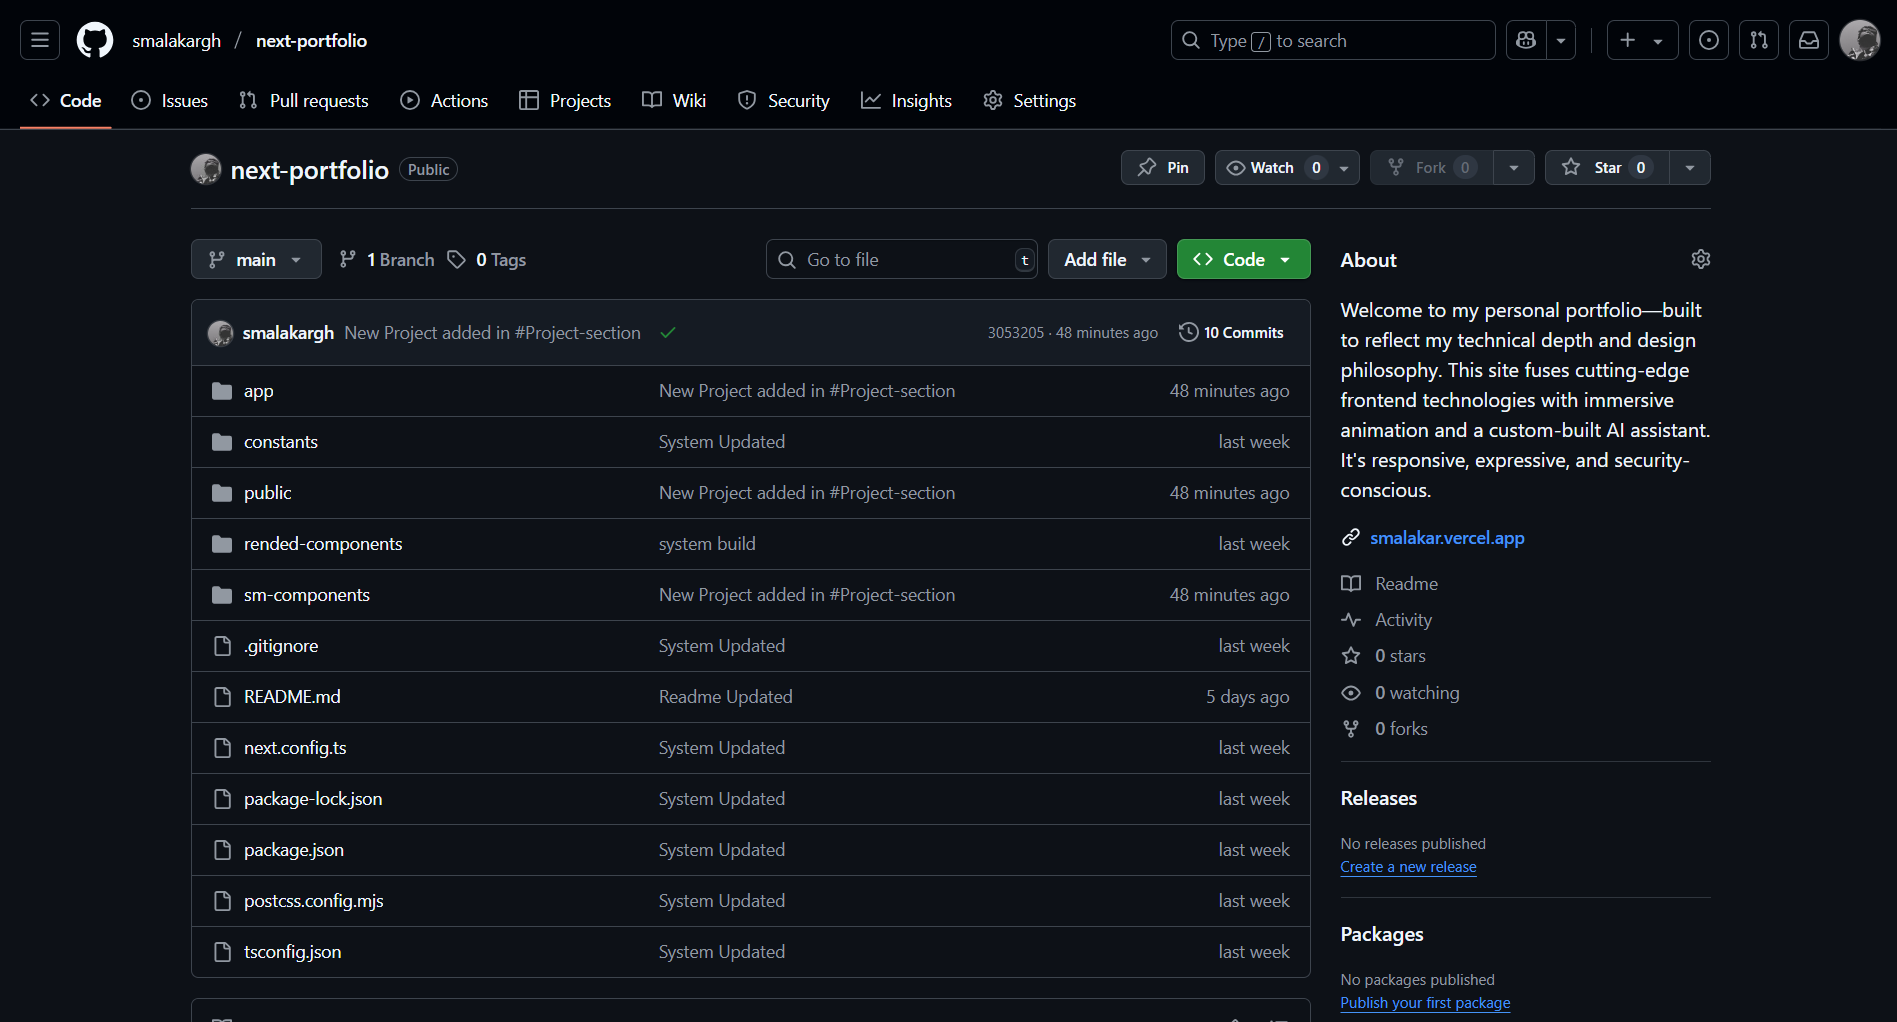 smalakargh / next-portfolio
Type / to search
Code
Issues
Pull requests
Actions
Projects
Wiki
Security
Insights
Settings
next-portfolio Public
Pin
Watch 0
Fork 0
Star 0
main
1 Branch
0 Tags
Go to file t
Add file
Code
smalakargh New Project added in #Project-section
3053205 · 48 minutes ago
10 Commits
app New Project added in #Project-section 48 minutes ago
constants System Updated last week
public New Project added in #Project-section 48 minutes ago
rended-components system build last week
sm-components New Project added in #Project-section 48 minutes ago
.gitignore System Updated last week
README.md Readme Updated 5 days ago
next.config.ts System Updated last week
package-lock.json System Updated last week
package.json System Updated last week
postcss.config.mjs System Updated last week
tsconfig.json System Updated last week
About
Welcome to my personal portfolio—built
to reflect my technical depth and design
philosophy. This site fuses cutting-edge
frontend technologies with immersive
animation and a custom-built AI assistant.
It's responsive, expressive, and security-
conscious.
smalakar.vercel.app
Readme
Activity
0 stars
0 watching
0 forks
Releases
No releases published
Create a new release
Packages
No packages published
Publish your first package